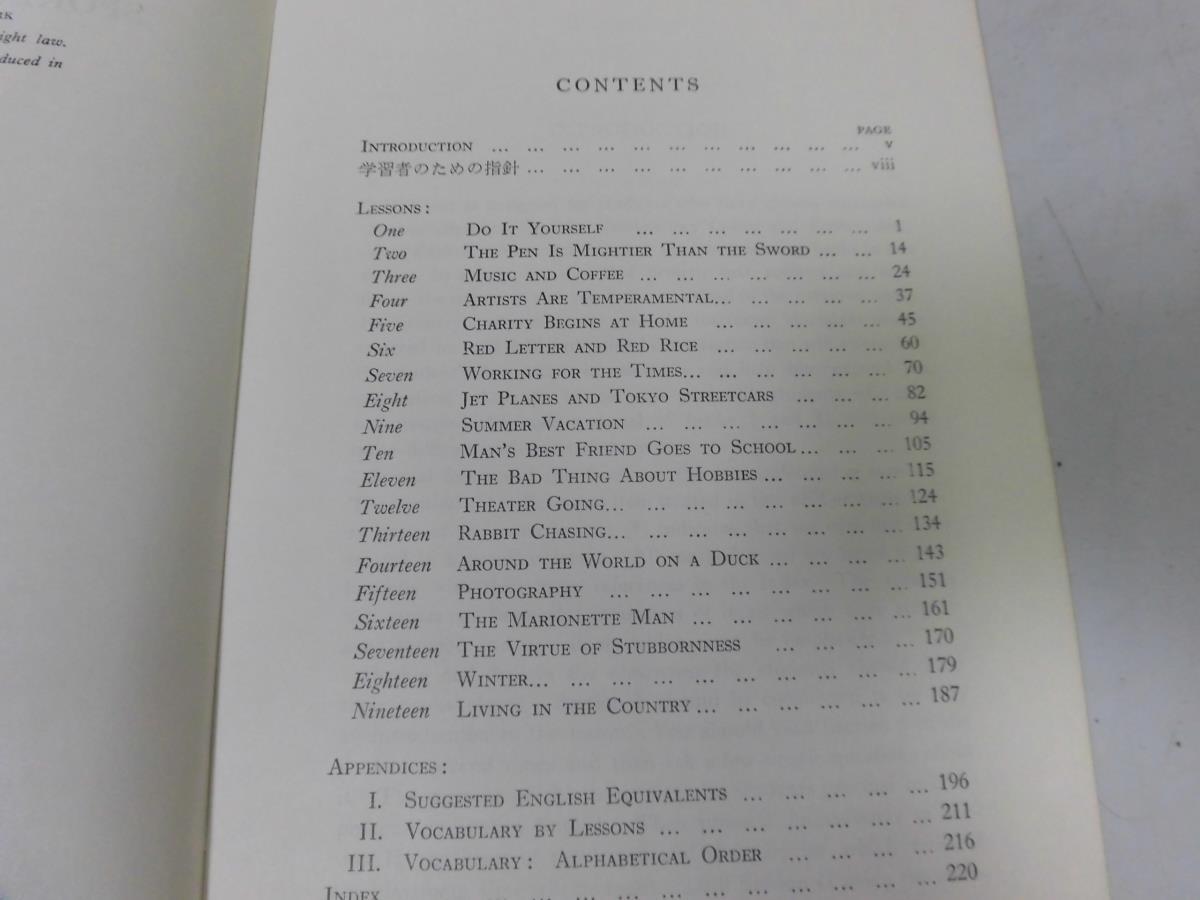 RK
ight law.
duced in
CONTENTS
PAGE
INTRODUCTION ... ... ... ... ... ... ... ... ... ... ... v
学習者のための指針 ... ... ... ... ... ... ... ... ... ... viii
LESSONS:
One DO IT YOURSELF ... ... ... ... ... ... ... 1
Two THE PEN IS MIGHTIER THAN THE SWORD ... ... 14
Three MUSIC AND COFFEE ... ... ... ... ... ... ... 24
Four ARTISTS ARE TEMPERAMENTAL... ... ... ... ... 37
Five CHARITY BEGINS AT HOME ... ... ... ... ... 45
Six RED LETTER AND RED RICE ... ... ... ... ... 60
Seven WORKING FOR THE TIMES... ... ... ... ... ... 70
Eight JET PLANES AND TOKYO STREETCARS ... ... ... 82
Nine SUMMER VACATION ... ... ... ... ... ... ... 94
Ten MAN'S BEST FRIEND GOES TO SCHOOL... ... ... 105
Eleven THE BAD THING ABOUT HOBBIES ... ... ... ... 115
Twelve THEATER GOING... ... ... ... ... ... ... ... 124
Thirteen RABBIT CHASING... ... ... ... ... ... ... ... 134
Fourteen AROUND THE WORLD ON A DUCK ... ... ... ... 143
Fifteen PHOTOGRAPHY ... ... ... ... ... ... ... ... 151
Sixteen THE MARIONETTE MAN ... ... ... ... ... ... 161
Seventeen THE VIRTUE OF STUBBORNNESS ... ... ... ... 170
Eighteen WINTER... ... ... ... ... ... ... ... ... ... 179
Nineteen LIVING IN THE COUNTRY ... ... ... ... ... ... 187
APPENDICES:
I. SUGGESTED ENGLISH EQUIVALENTS ... ... ... ... ... 196
II. VOCABULARY BY LESSONS ... ... ... ... ... ... ... 211
III. VOCABULARY: ALPHABETICAL ORDER ... ... ... ... 216
INDEX ... ... ... ... ... ... ... ... ... ... ... 220